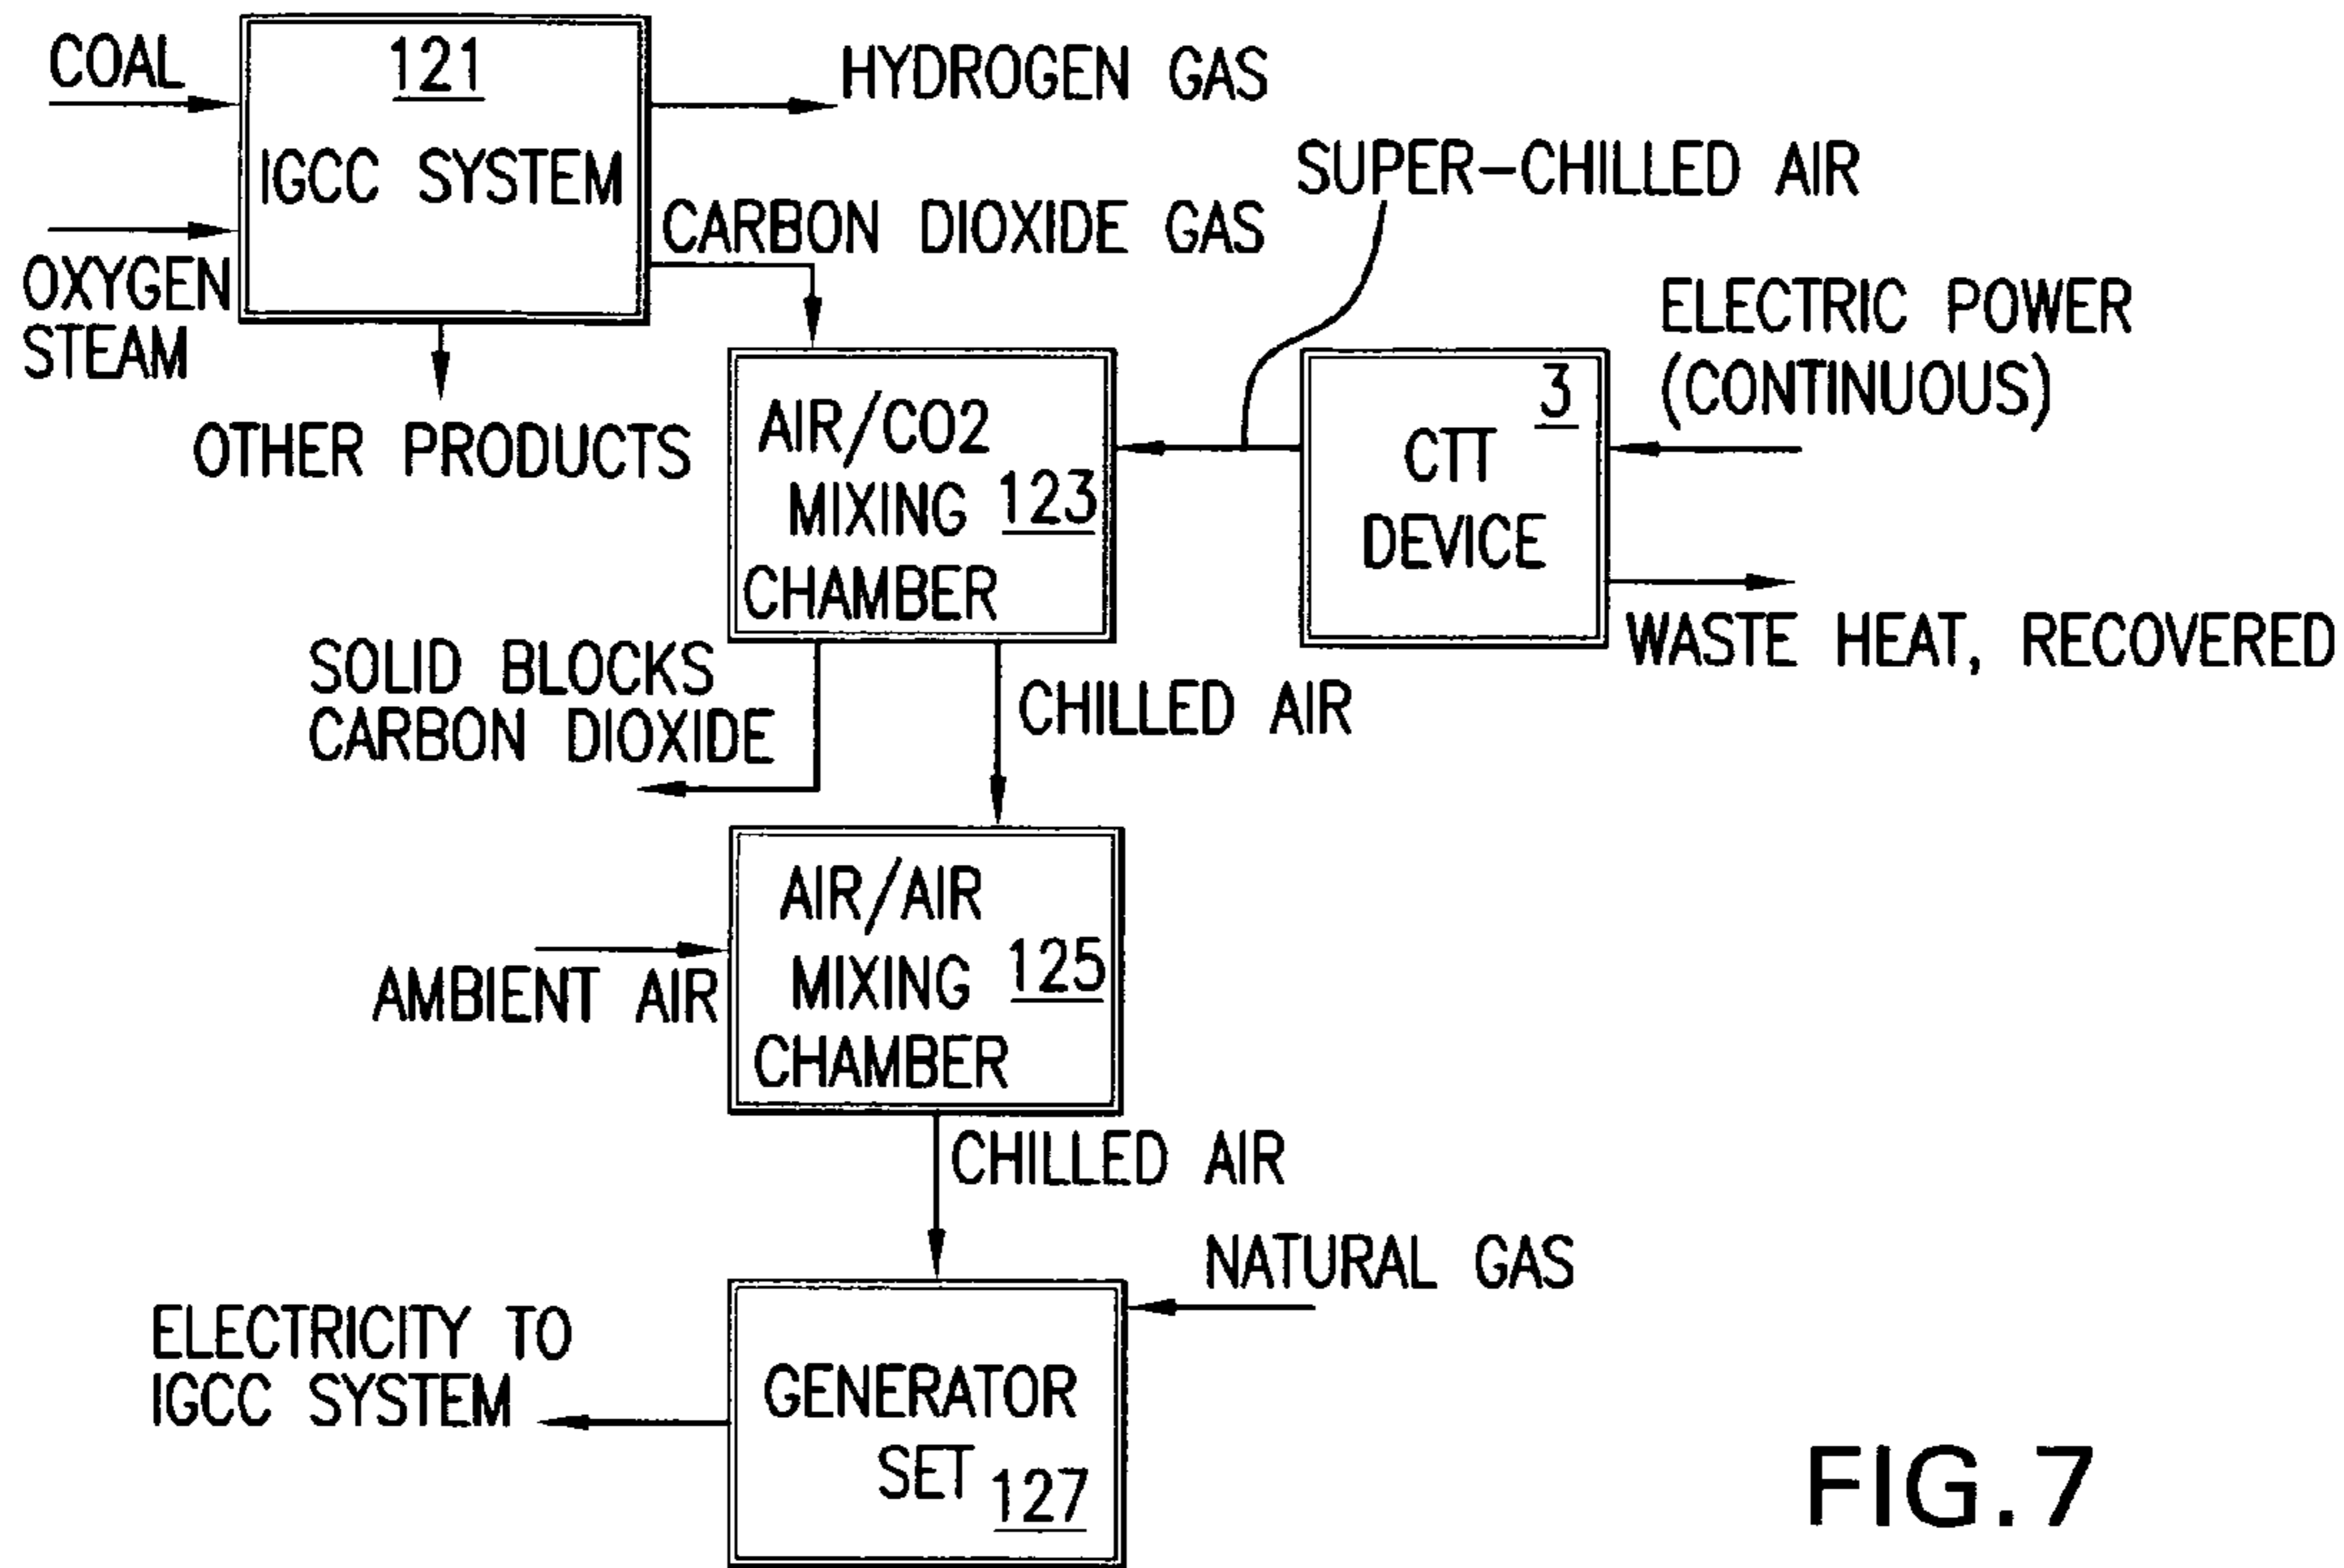 COAL
121
IGCC SYSTEM
OXYGEN
STEAM
HYDROGEN GAS
CARBON DIOXIDE GAS
OTHER PRODUCTS
SUPER-CHILLED AIR
ELECTRIC POWER
(CONTINUOUS)
AIR/CO2
MIXING 123
CHAMBER
3
CTT
DEVICE
WASTE HEAT, RECOVERED
SOLID BLOCKS
CARBON DIOXIDE
CHILLED AIR
AIR/AIR
MIXING 125
CHAMBER
AMBIENT AIR
CHILLED AIR
NATURAL GAS
ELECTRICITY TO
IGCC SYSTEM
GENERATOR
SET 127
FIG. 7